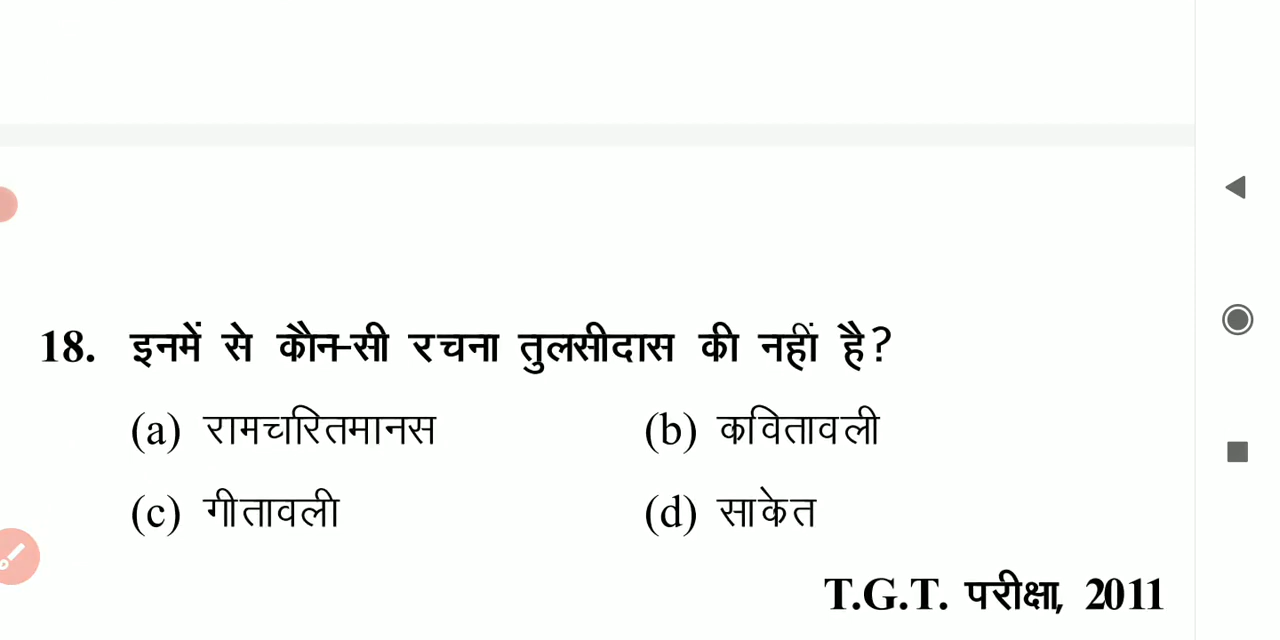 18. इनमें से कौन-सी रचना तुलसीदास की नहीं है?
(a) रामचरितमानस (b) कवितावली
(c) गीतावली (d) साकेत
T.G.T. परीक्षा, 2011